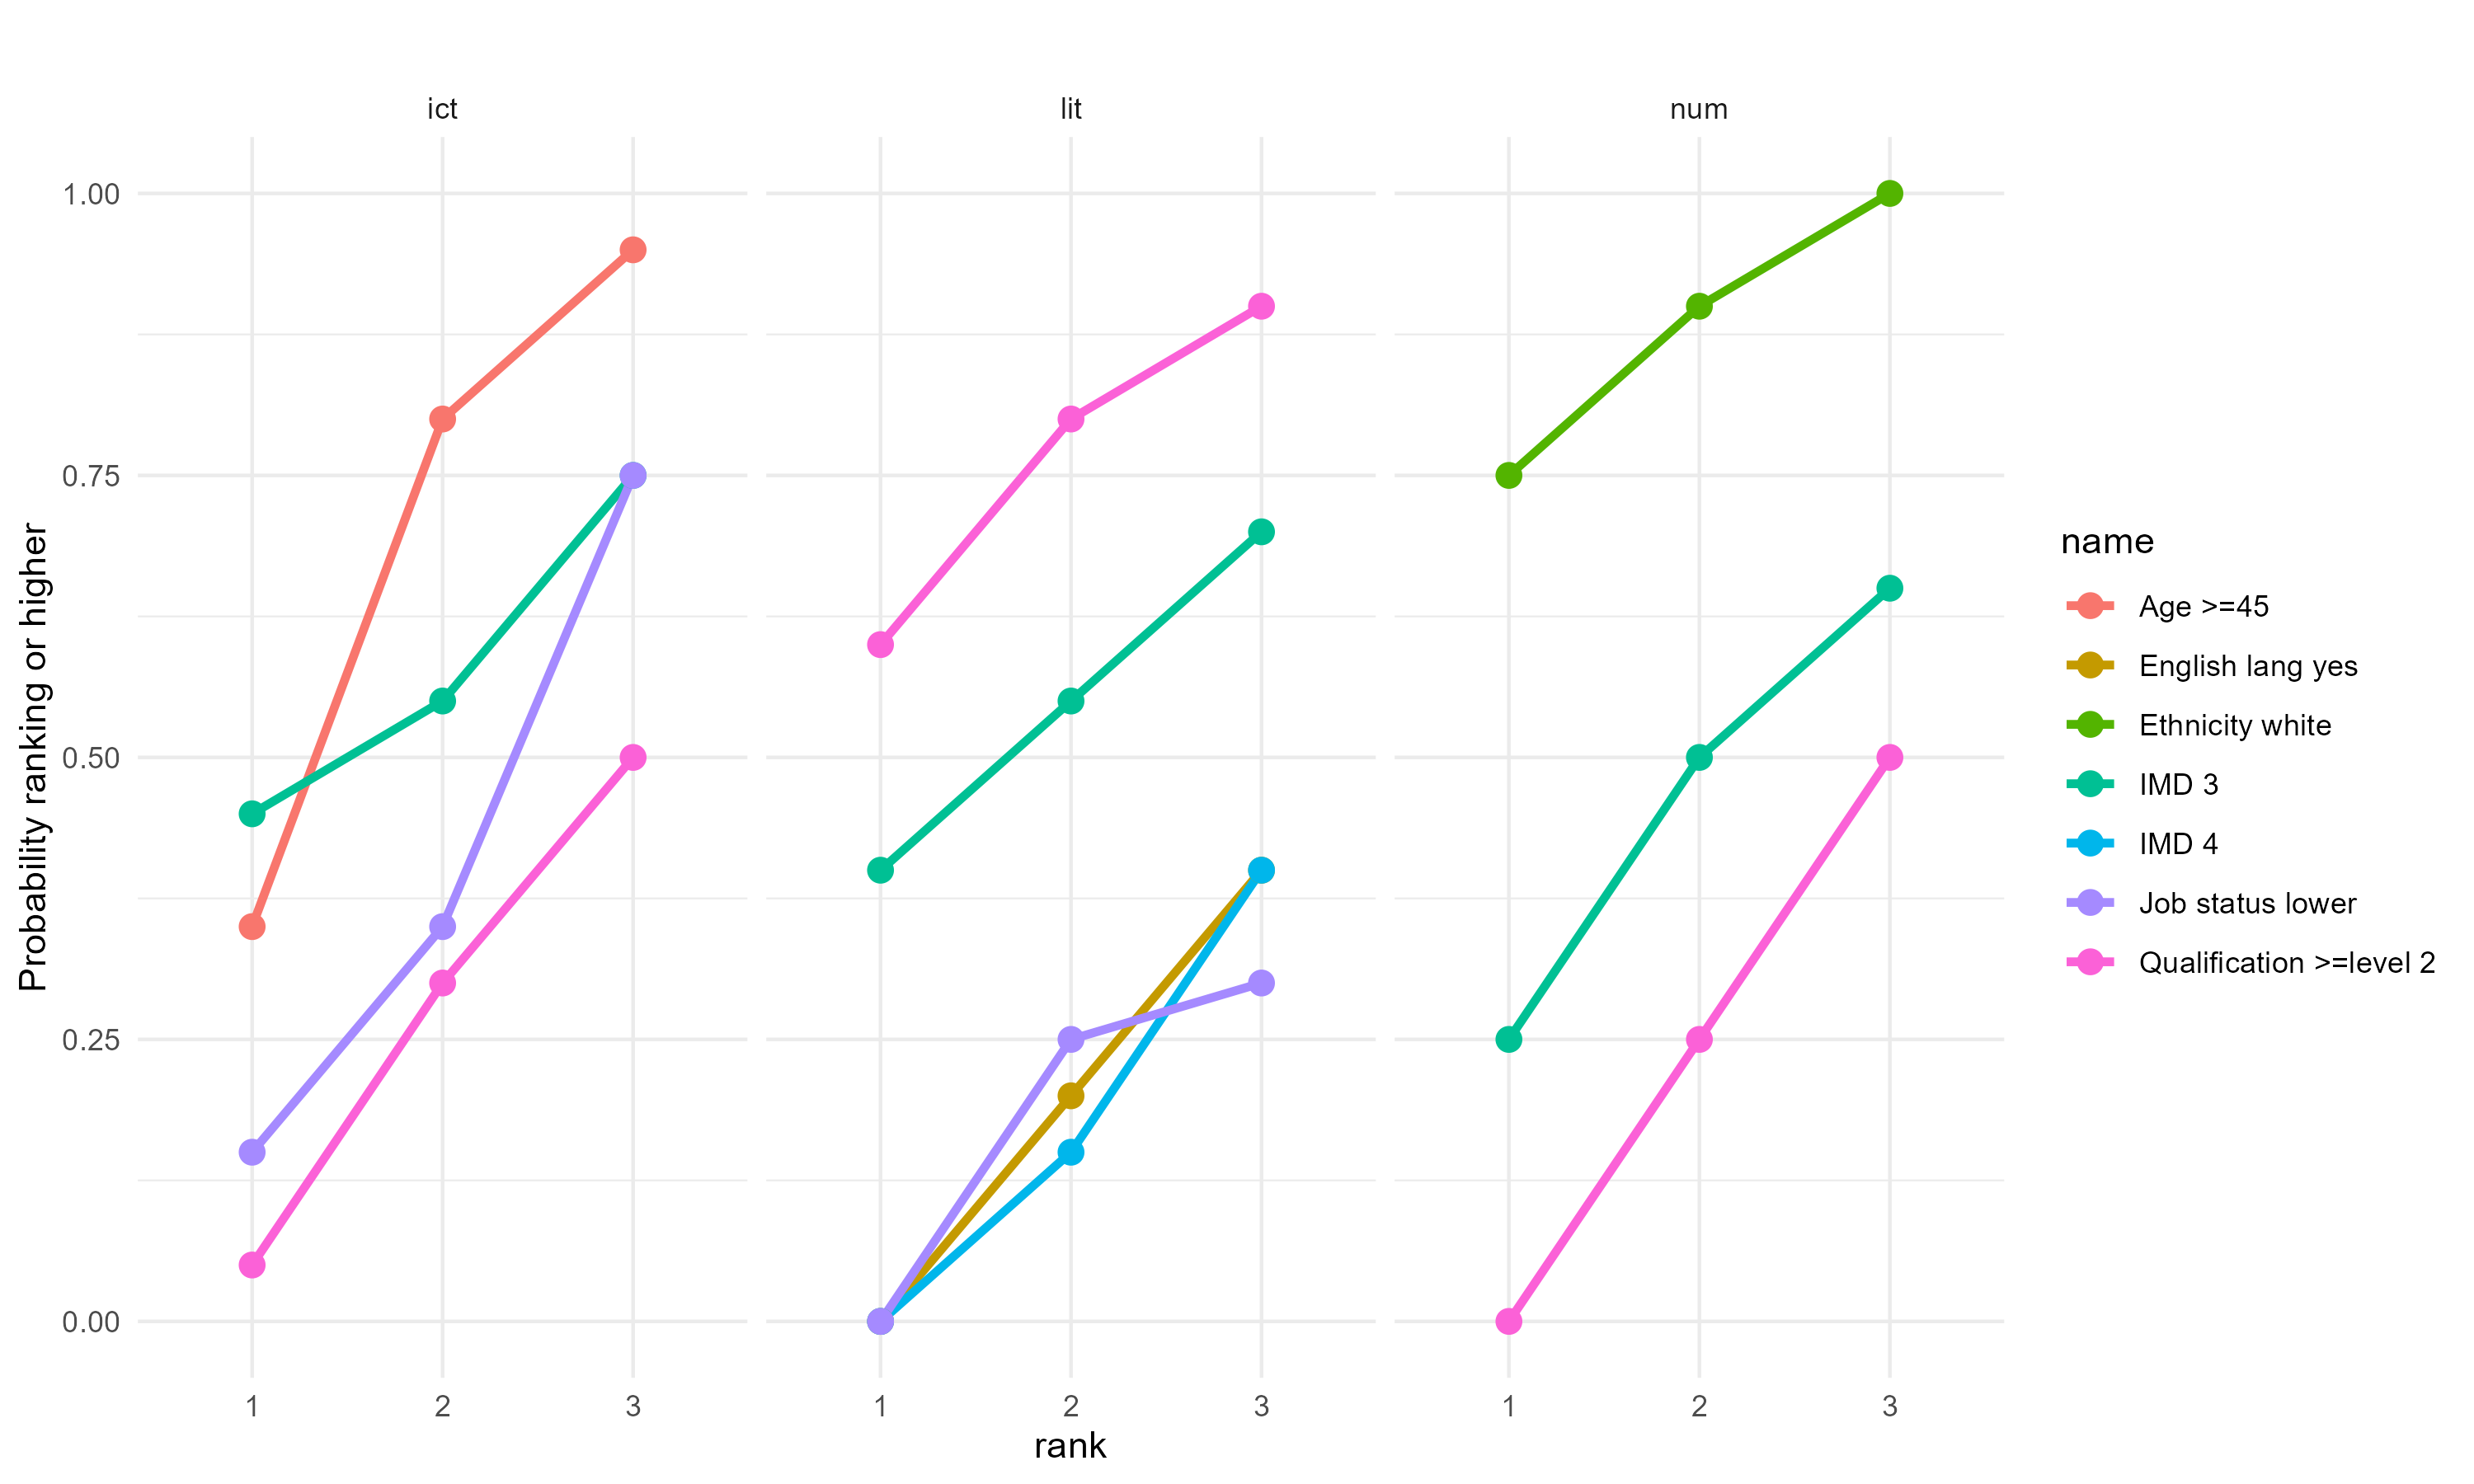 ict lit num
1.00
0.75
0.50
0.25
0.00
Probability ranking or higher
1 2 3 1 2 3 1 2 3
rank
name
Age >=45
English lang yes
Ethnicity white
IMD 3
IMD 4
Job status lower
Qualification >=level 2